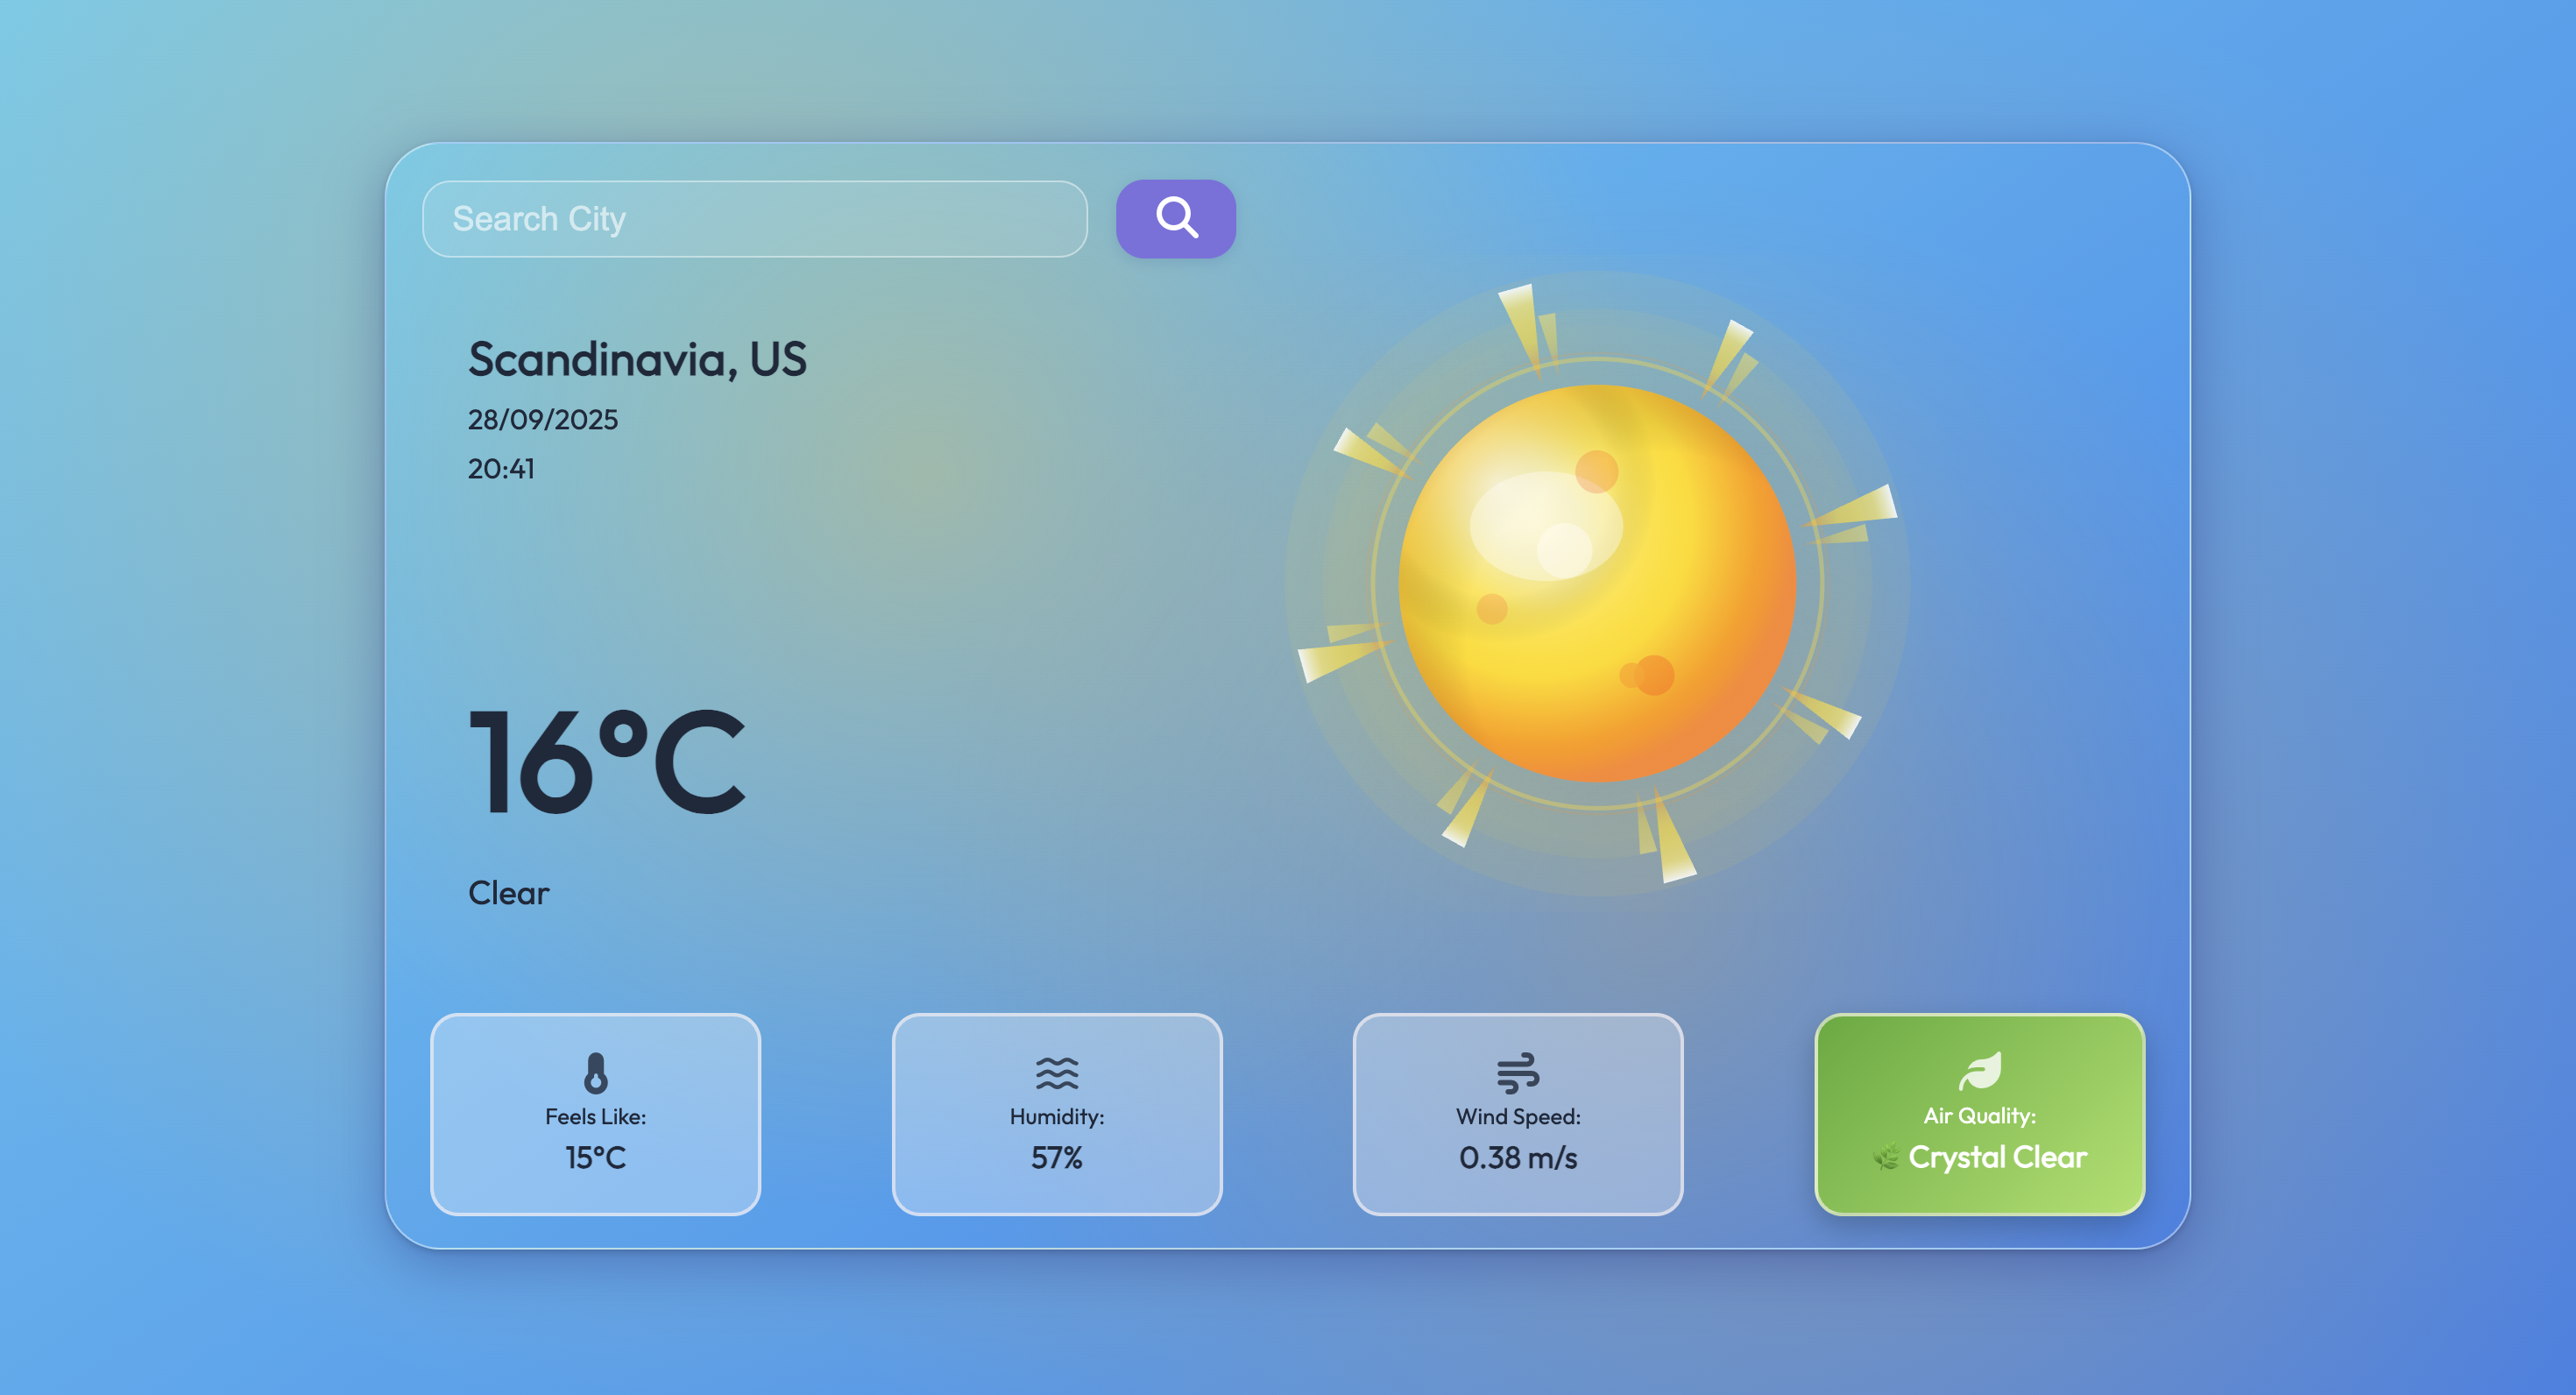 Search City
Scandinavia, US
28/09/2025
20:41
16°C
Clear
Feels Like:
15°C
Humidity:
57%
Wind Speed:
0.38 m/s
Air Quality:
🌿 Crystal Clear